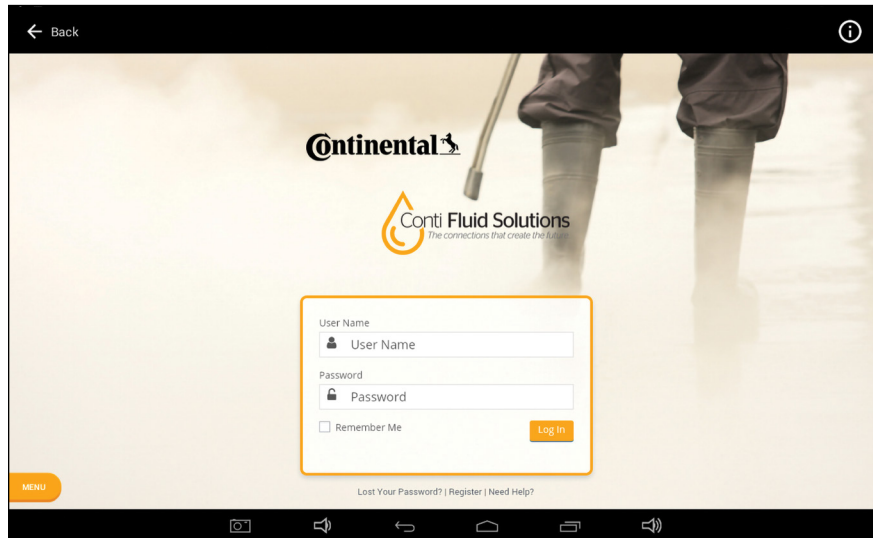 Back
Continental
Conti Fluid Solutions
The connections that create the future
User Name
User Name
Password
Password
Remember Me
Log In
MENU
Lost Your Password? | Register | Need Help?